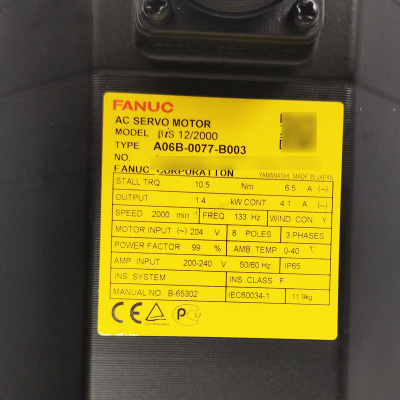 FANUC
AC SERVO MOTOR
MODEL βiS 12/2000
TYPE A06B-0077-B003
NO.
FANUC CORPORATION YAMANASHI, MADE IN JAPAN
STALL TRQ 10.5 Nm 6.5 A (~)
OUTPUT 1.4 kW CONT 4.1 A (~)
SPEED 2000 min⁻¹ FREQ. 133 Hz WIND CON. Y
MOTOR INPUT (~) 204 V 8 POLES 3 PHASES
POWER FACTOR 99 % AMB. TEMP 0-40 ℃
AMP. INPUT 200-240 V 50/60 Hz IP65
INS. SYSTEM INS. CLASS F
MANUAL NO. B-65302 IEC60034-1 11.9kg
CE